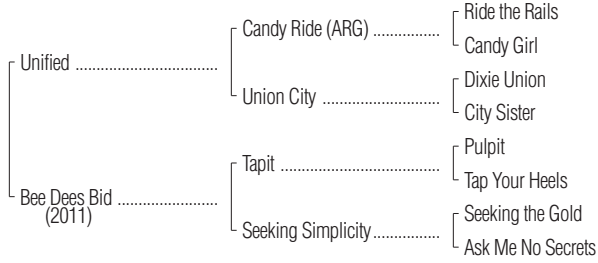 Ride the Rails
Candy Ride (ARG) ................
Candy Girl
Unified .................................
Dixie Union
Union City ...........................
City Sister
Pulpit
Tapit .....................................
Tap Your Heels
Bee Dees Bid .......................
(2011)
Seeking the Gold
Seeking Simplicity ................
Ask Me No Secrets